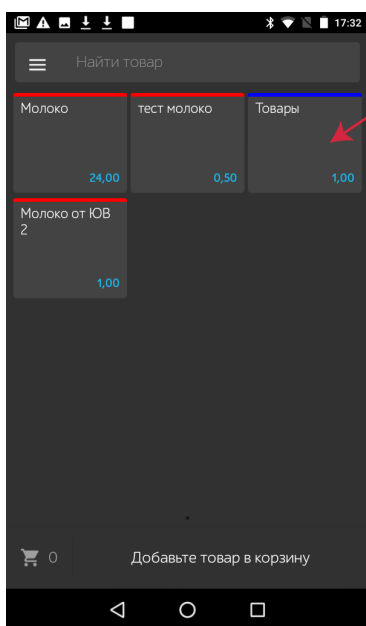 17:32
Найти товар
Молоко
24,00
тест молоко
0,50
Товары
1,00
Молоко от ЮВ
2
1,00
0
Добавьте товар в корзину